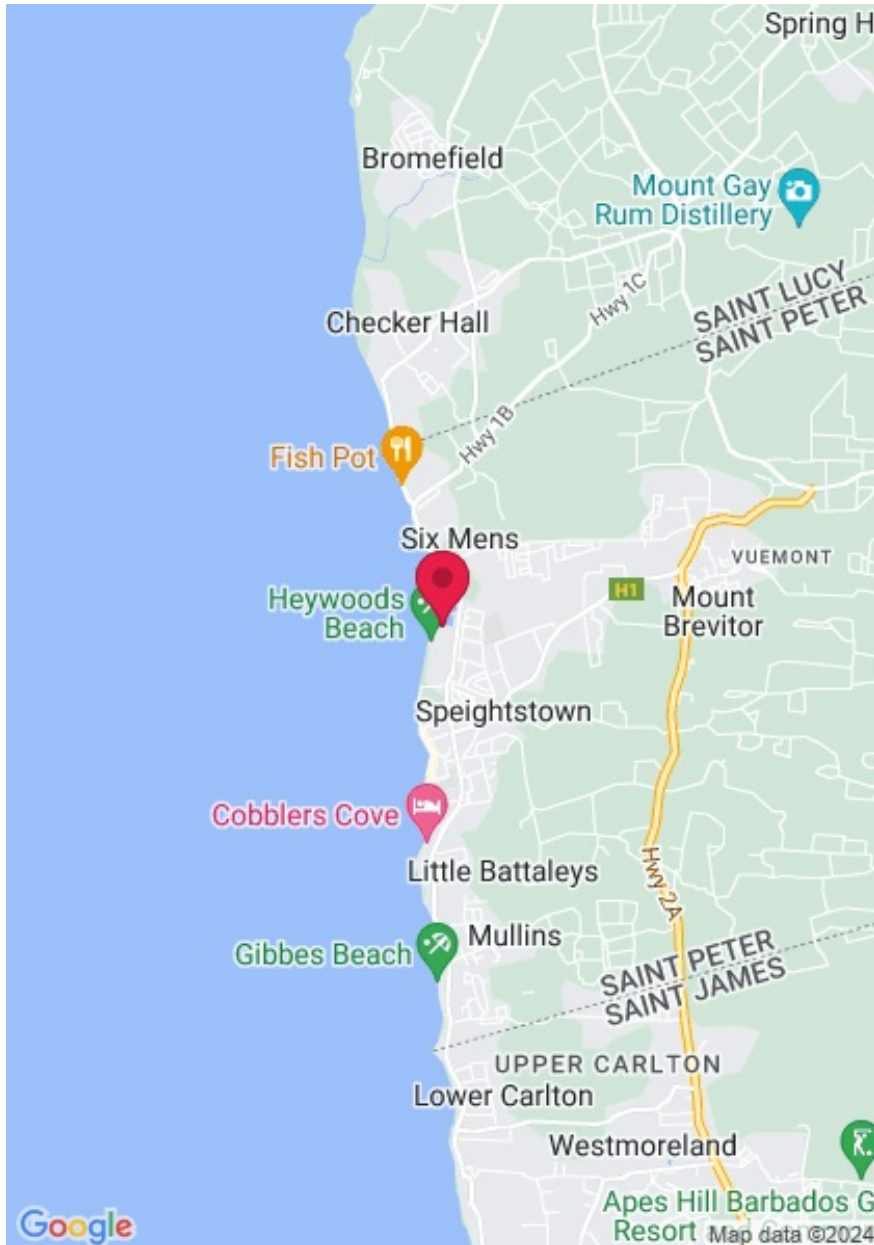 Spring H
Bromefield
Mount Gay
Rum Distillery
Hwy 1C
SAINT LUCY
SAINT PETER
Checker Hall
Hwy 1B
Fish Pot
Six Mens
VUEMONT
H1
Heywoods
Beach
Mount
Brevitor
Speightstown
Cobblers Cove
Little Battaleys
Hwy 2A
Mullins
Gibbes Beach
SAINT PETER
SAINT JAMES
UPPER CARLTON
Lower Carlton
Westmoreland
Apes Hill Barbados G
Resort
Google
Map data ©2024